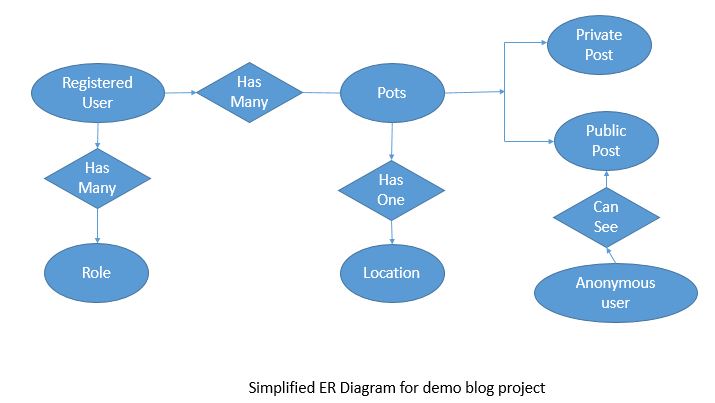 Private
Post
Registered
User
Has
Many
Pots
Public
Post
Has
Many
Has
One
Can
See
Role
Location
Anonymous
user
Simplified ER Diagram for demo blog project